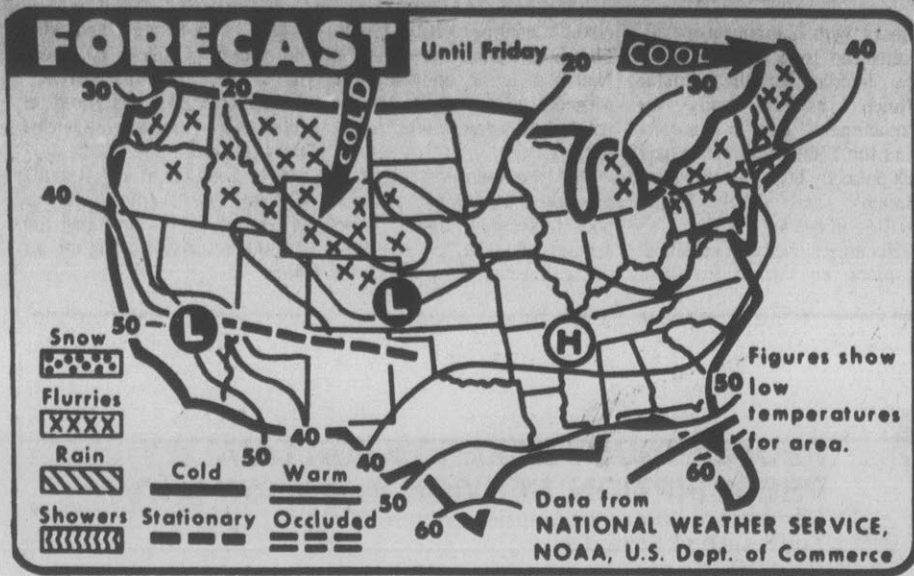 FORECAST Until Friday
COLD
COOL
30
20
20
30
40
40
50
L
L
H
Snow
Flurries
XXXX
Rain
Showers
Cold Warm
Stationary Occluded
50
40
40
50
60
50
60
Figures show
low
temperatures
for area.
Data from
NATIONAL WEATHER SERVICE,
NOAA, U.S. Dept. of Commerce